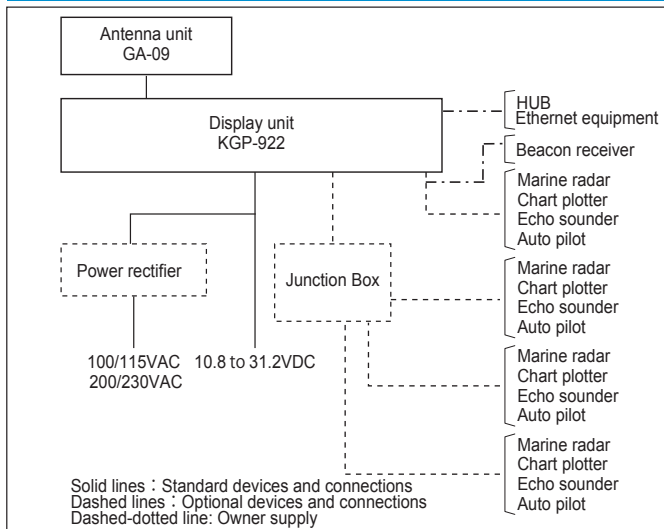 Antenna unit
GA-09
Display unit
KGP-922
HUB
Ethernet equipment
Beacon receiver
Marine radar
Chart plotter
Echo sounder
Auto pilot
Power rectifier
Junction Box
Marine radar
Chart plotter
Echo sounder
Auto pilot
100/115VAC
200/230VAC
10.8 to 31.2VDC
Marine radar
Chart plotter
Echo sounder
Auto pilot
Marine radar
Chart plotter
Echo sounder
Auto pilot
Solid lines：Standard devices and connections
Dashed lines：Optional devices and connections
Dashed-dotted line: Owner supply